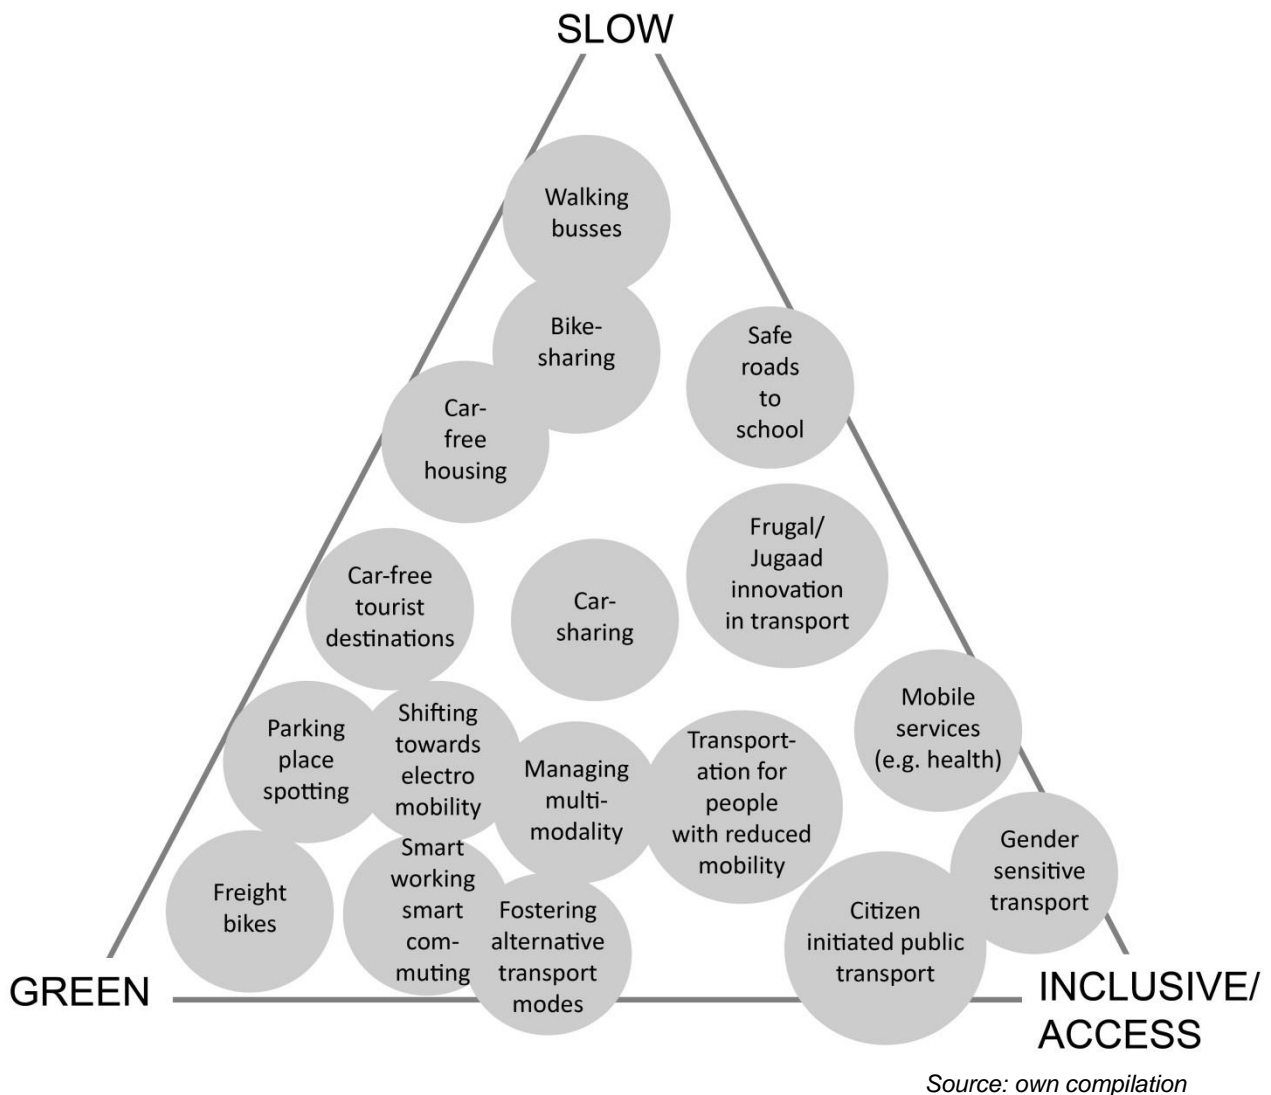 SLOW
Walking
busses
Bike-
sharing
Safe
roads
to
school
Car-
free
housing
Frugal/
Jugaad
innovation
in transport
Car-free
tourist
destinations
Car-
sharing
Mobile
services
(e.g. health)
Parking
place
spotting
Shifting
towards
electro
mobility
Managing
multi-
modality
Transport-
ation for
people
with reduced
mobility
Gender
sensitive
transport
Freight
bikes
Smart
working
smart
com-
muting
Fostering
alternative
transport
modes
Citizen
initiated public
transport
GREEN
INCLUSIVE/
ACCESS
Source: own compilation